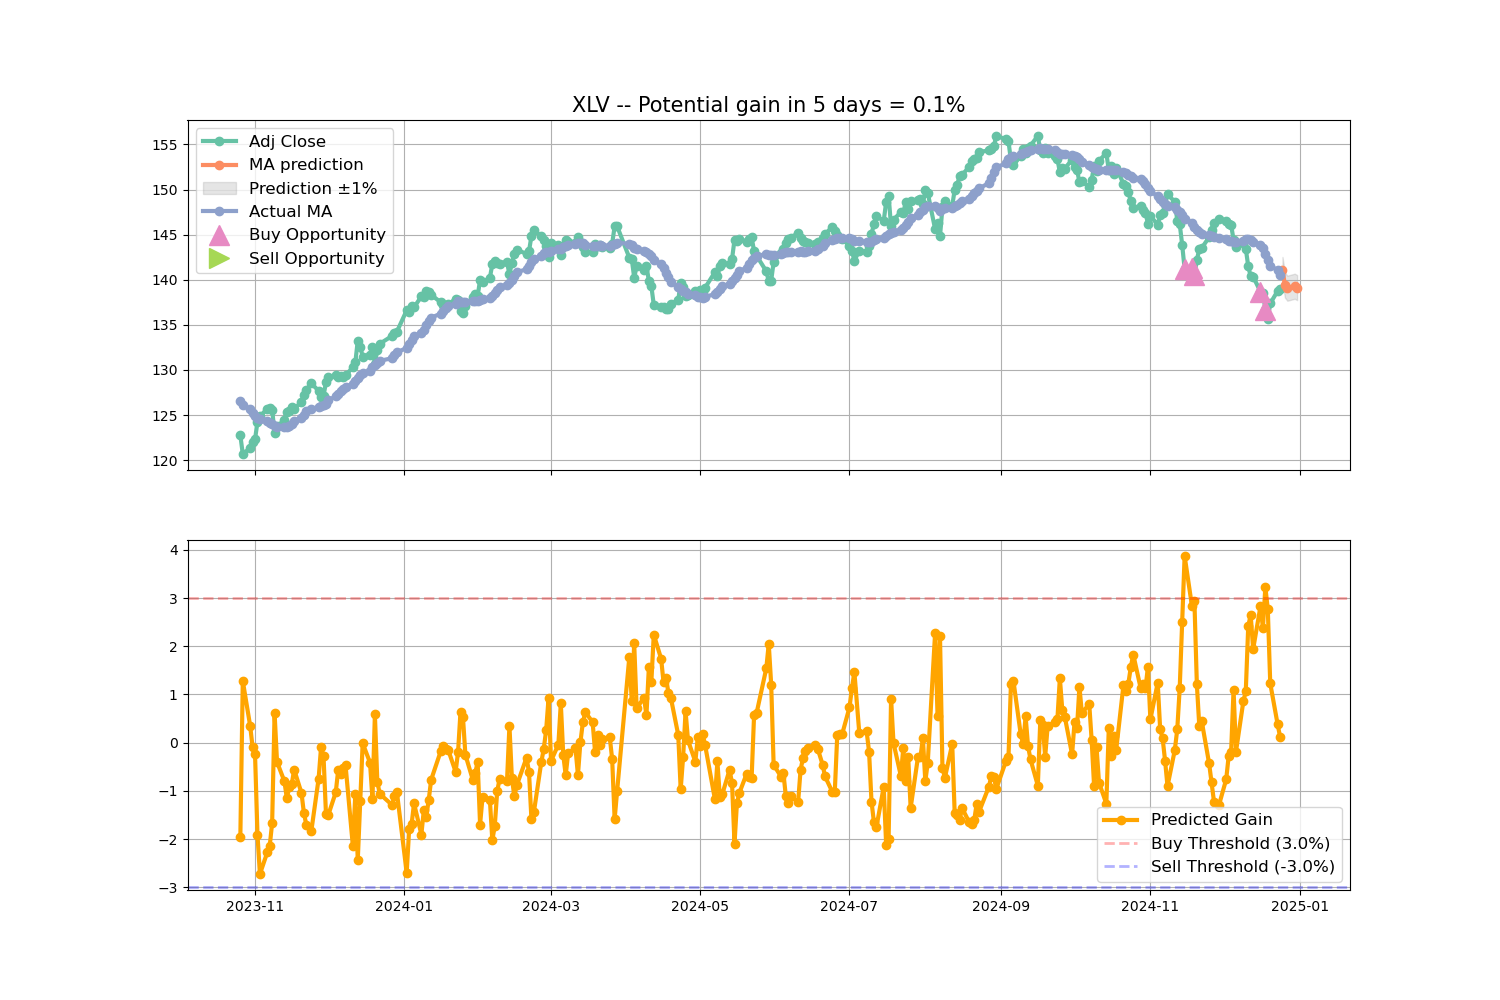 XLV -- Potential gain in 5 days = 0.1%
Adj Close
MA prediction
Prediction ±1%
Actual MA
Buy Opportunity
Sell Opportunity
155
150
145
140
135
130
125
120
4
3
2
1
0
−1
−2
−3
Predicted Gain
Buy Threshold (3.0%)
Sell Threshold (-3.0%)
2023-11 2024-01 2024-03 2024-05 2024-07 2024-09 2024-11 2025-01